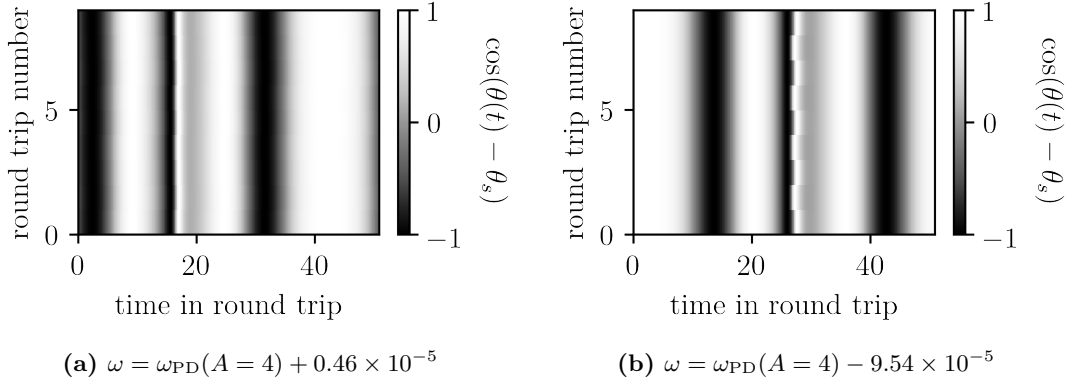 round trip number
0
5
0
20
40
time in round trip
1
0
−1
cos(θ(t) − θₛ)
(a) ω = ω_PD(A = 4) + 0.46 × 10⁻⁵
round trip number
0
5
0
20
40
time in round trip
1
0
−1
cos(θ(t) − θₛ)
(b) ω = ω_PD(A = 4) − 9.54 × 10⁻⁵